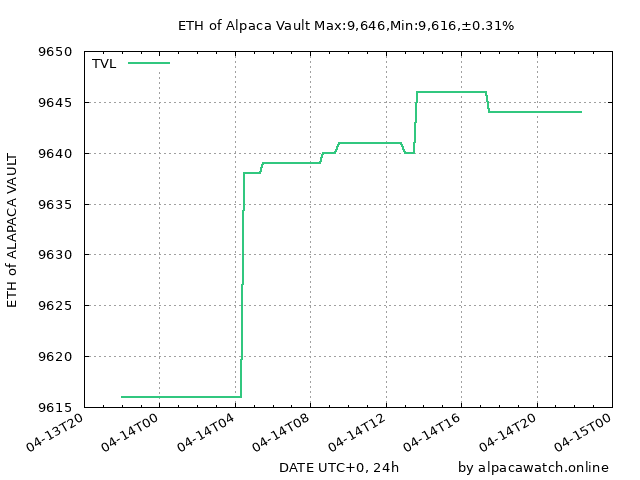 ETH of Alpaca Vault Max:9,646,Min:9,616,±0.31%
TVL
9650
9645
9640
9635
9630
9625
9620
9615
ETH of ALAPACA VAULT
04-13T20
04-14T00
04-14T04
04-14T08
04-14T12
04-14T16
04-14T20
04-15T00
DATE UTC+0, 24h
by alpacawatch.online